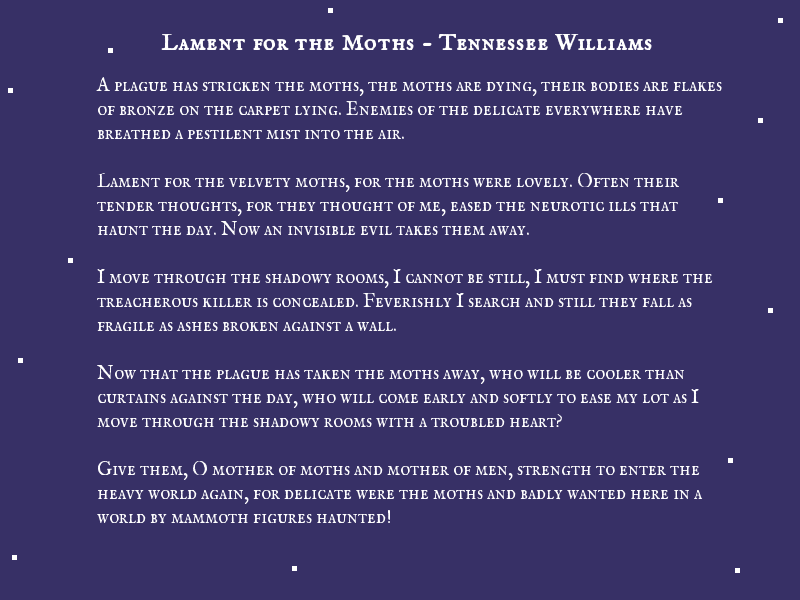 Lament for the Moths - Tennessee Williams
A plague has stricken the moths, the moths are dying, their bodies are flakes
of bronze on the carpet lying. Enemies of the delicate everywhere have
breathed a pestilent mist into the air.
Lament for the velvety moths, for the moths were lovely. Often their
tender thoughts, for they thought of me, eased the neurotic ills that
haunt the day. Now an invisible evil takes them away.
I move through the shadowy rooms, I cannot be still, I must find where the
treacherous killer is concealed. Feverishly I search and still they fall as
fragile as ashes broken against a wall.
Now that the plague has taken the moths away, who will be cooler than
curtains against the day, who will come early and softly to ease my lot as I
move through the shadowy rooms with a troubled heart?
Give them, O mother of moths and mother of men, strength to enter the
heavy world again, for delicate were the moths and badly wanted here in a
world by mammoth figures haunted!